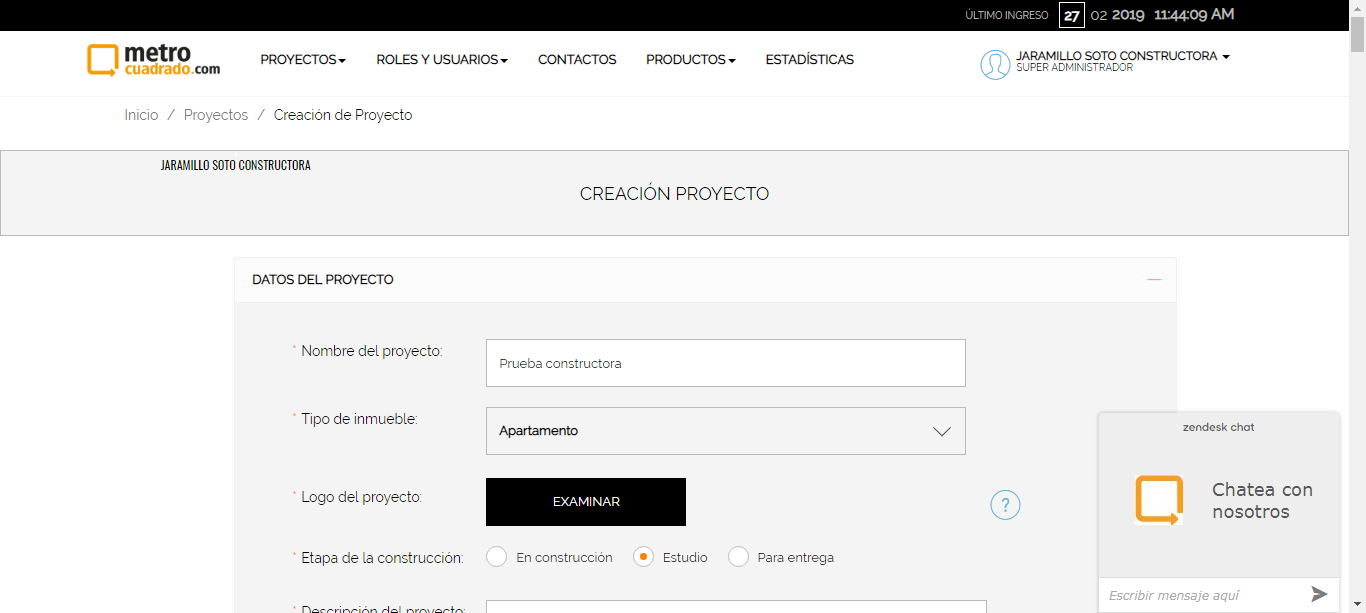 ÚLTIMO INGRESO 27 02 2019 11:44:09 AM
metro
cuadrado.com
PROYECTOS ROLES Y USUARIOS CONTACTOS PRODUCTOS ESTADÍSTICAS
JARAMILLO SOTO CONSTRUCTORA
SUPER ADMINISTRADOR
Inicio / Proyectos / Creación de Proyecto
JARAMILLO SOTO CONSTRUCTORA
CREACIÓN PROYECTO
DATOS DEL PROYECTO
* Nombre del proyecto: Prueba constructora
* Tipo de inmueble: Apartamento
* Logo del proyecto: EXAMINAR ?
* Etapa de la construcción: En construcción Estudio Para entrega
* Descripción del proyecto:
zendesk chat
Chatea con
nosotros
Escribir mensaje aquí